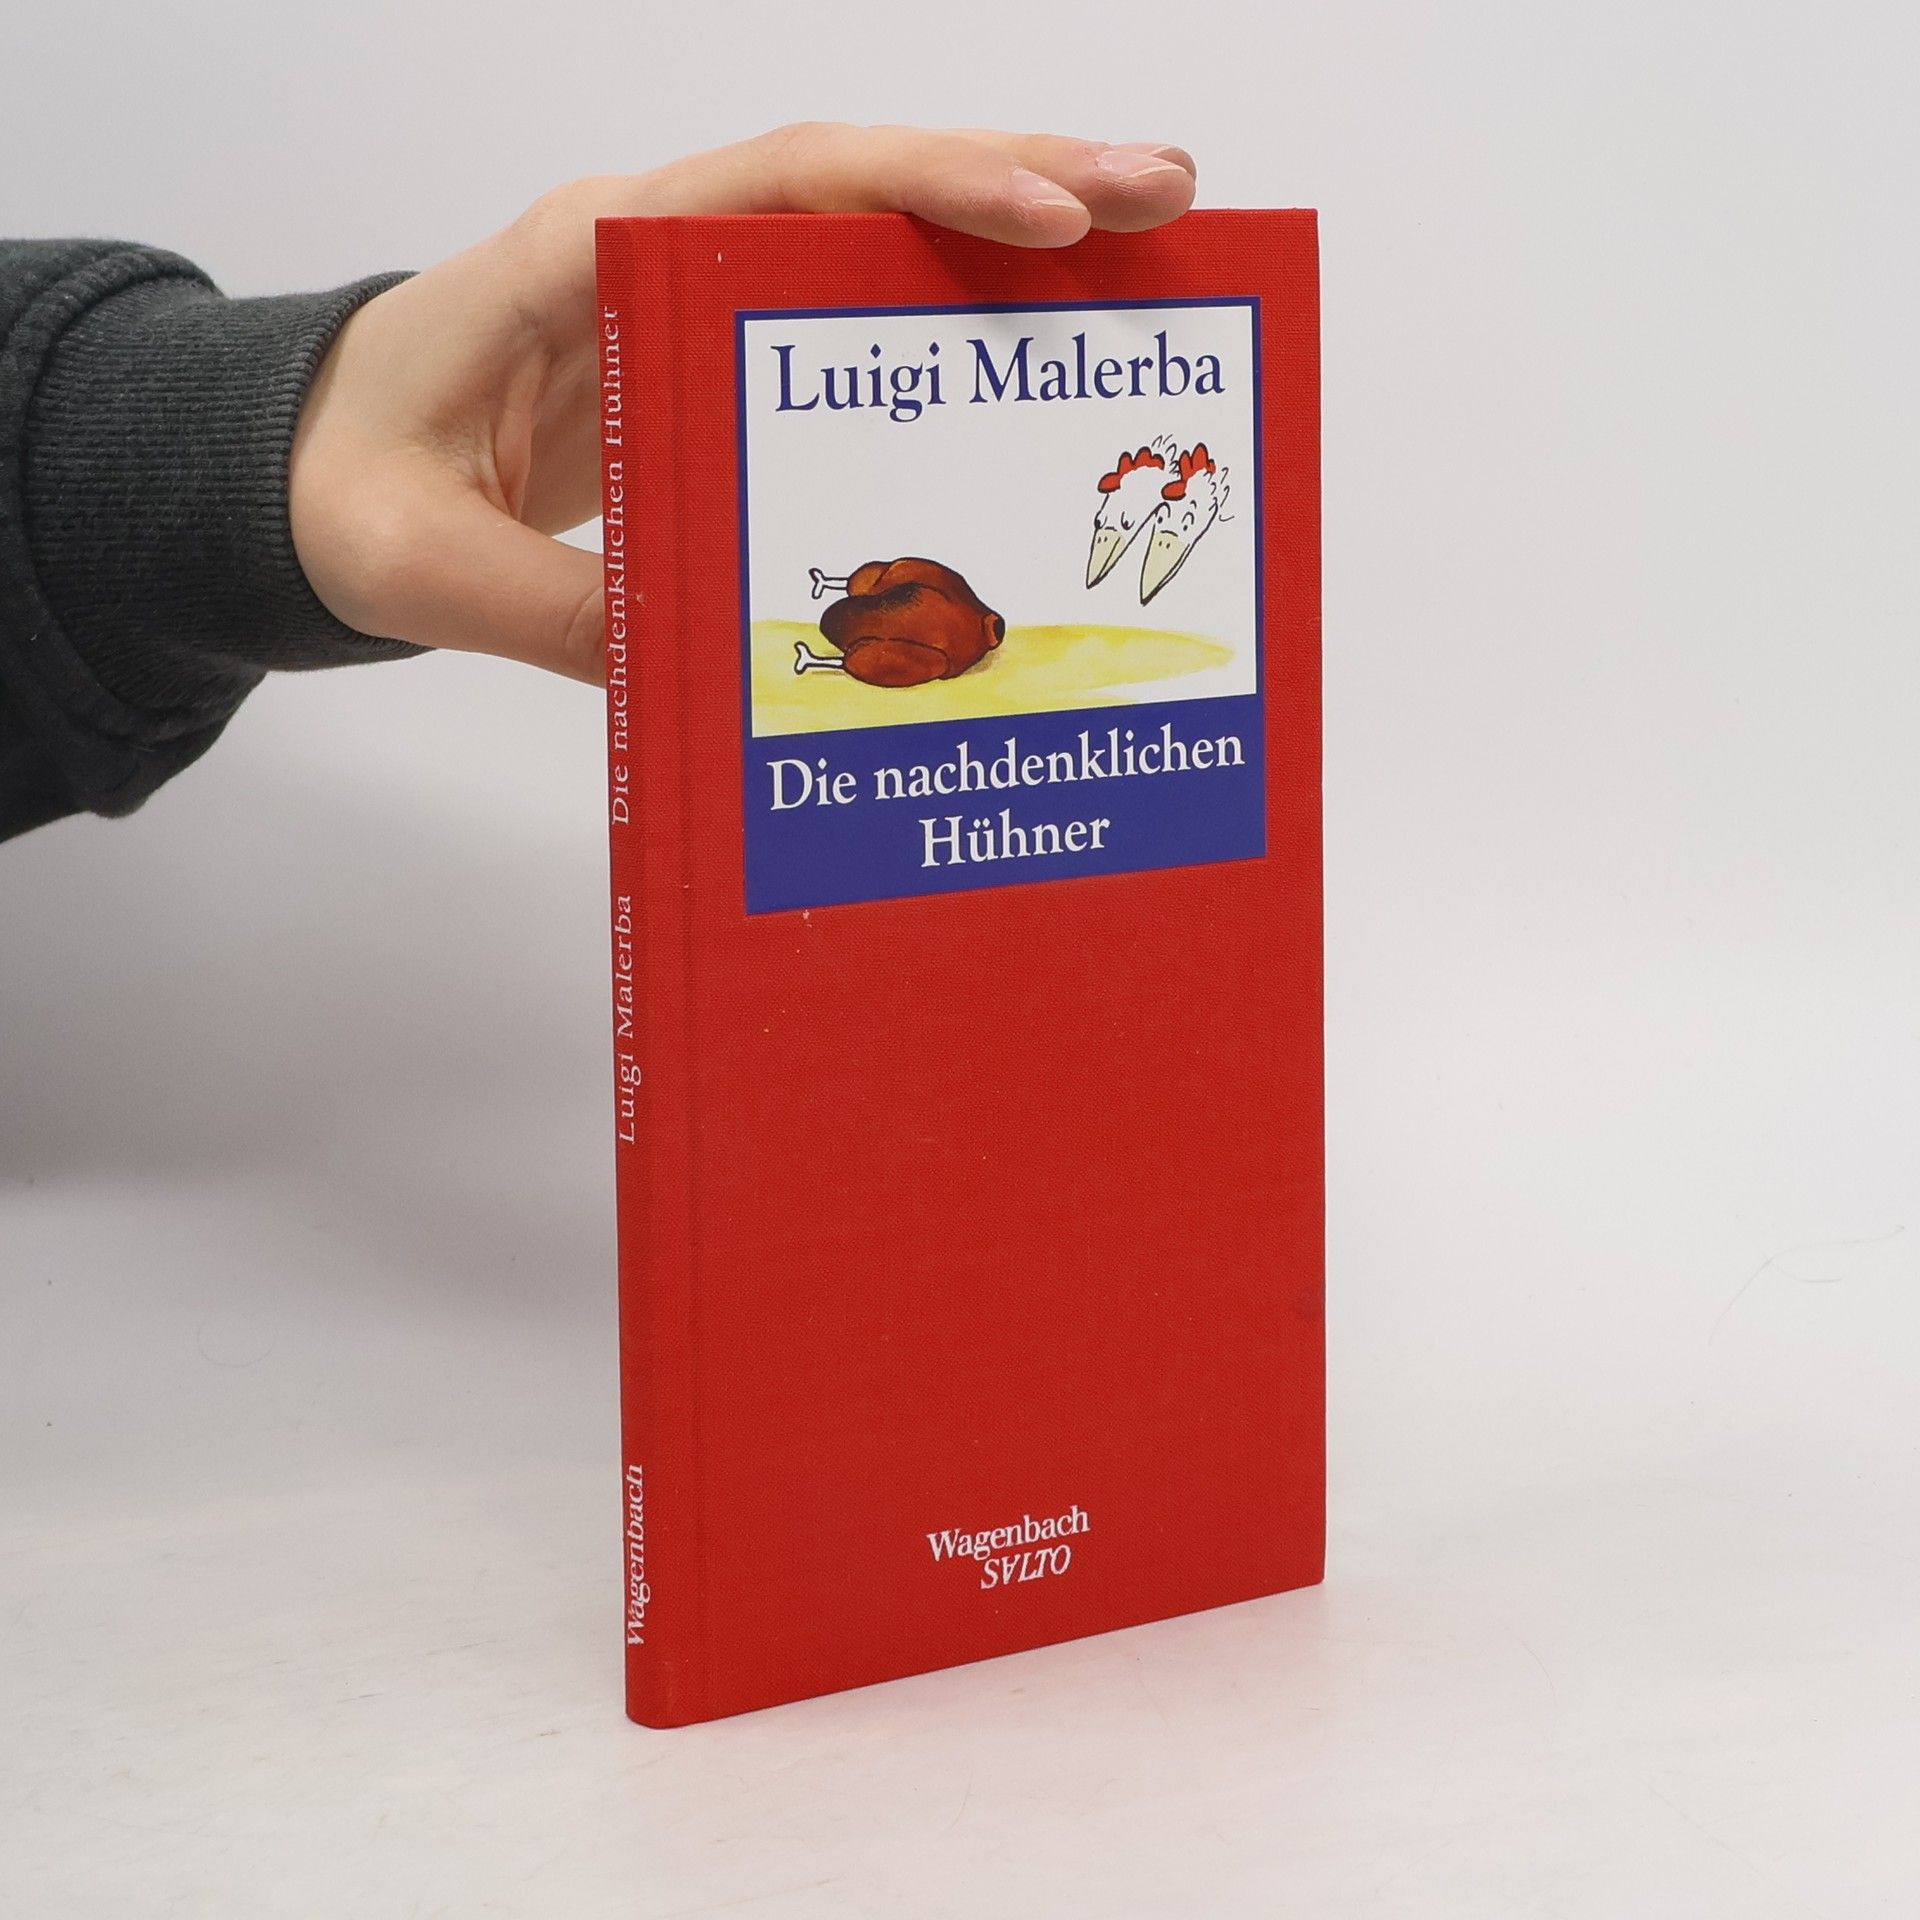 Luigi Malerba
Die nachdenklichen
Hühner
Wagenbach
SALTO
Wagenbach Luigi Malerba Die nachdenklichen Hühner